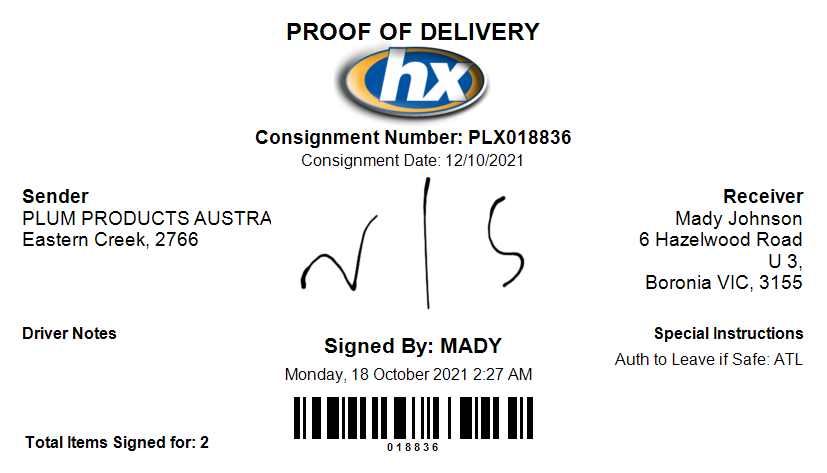 PROOF OF DELIVERY
hx
Consignment Number: PLX018836
Consignment Date: 12/10/2021
Sender
PLUM PRODUCTS AUSTRA
Eastern Creek, 2766
Receiver
Mady Johnson
6 Hazelwood Road
U 3,
Boronia VIC, 3155
N/S
Driver Notes
Signed By: MADY
Monday, 18 October 2021 2:27 AM
Special Instructions
Auth to Leave if Safe: ATL
018836
Total Items Signed for: 2